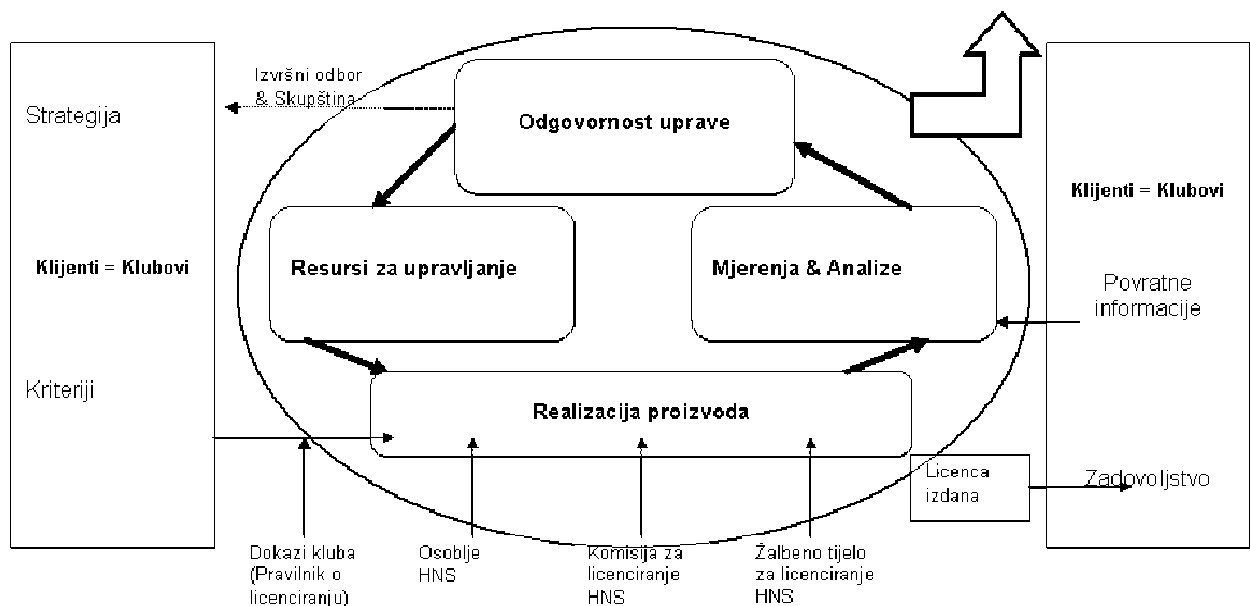 Izvršni odbor
& Skupština
Strategija
Odgovornost uprave
Klijenti = Klubovi
Klijenti = Klubovi
Resursi za upravljanje
Mjerenja & Analize
Povratne
informacije
Kriteriji
Realizacija proizvoda
Licenca
izdana
Zadovoljstvo
Dokazi kluba
(Pravilnik o
licenciranju)
Osoblje
HNS
Komisija za
licenciranje
HNS
Žalbeno tijelo
za licenciranje
HNS